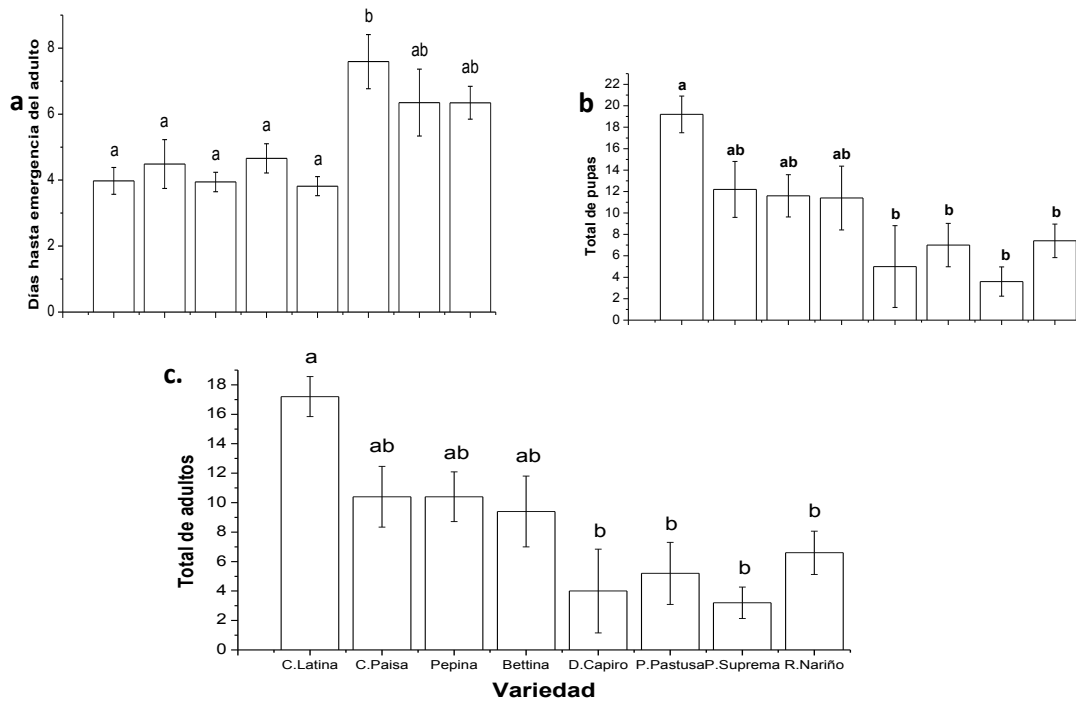 a
Días hasta emergencia del adulto
8
6
4
2
0
a
a
a
a
a
b
ab
ab
b
Total de pupas
22
20
18
16
14
12
10
8
6
4
2
0
a
ab
ab
ab
b
b
b
b
c.
Total de adultos
18
16
14
12
10
8
6
4
2
0
a
ab
ab
ab
b
b
b
b
C.Latina C.Paisa Pepina Bettina D.Capiro P.Pastusa P.Suprema R.Nariño
Variedad